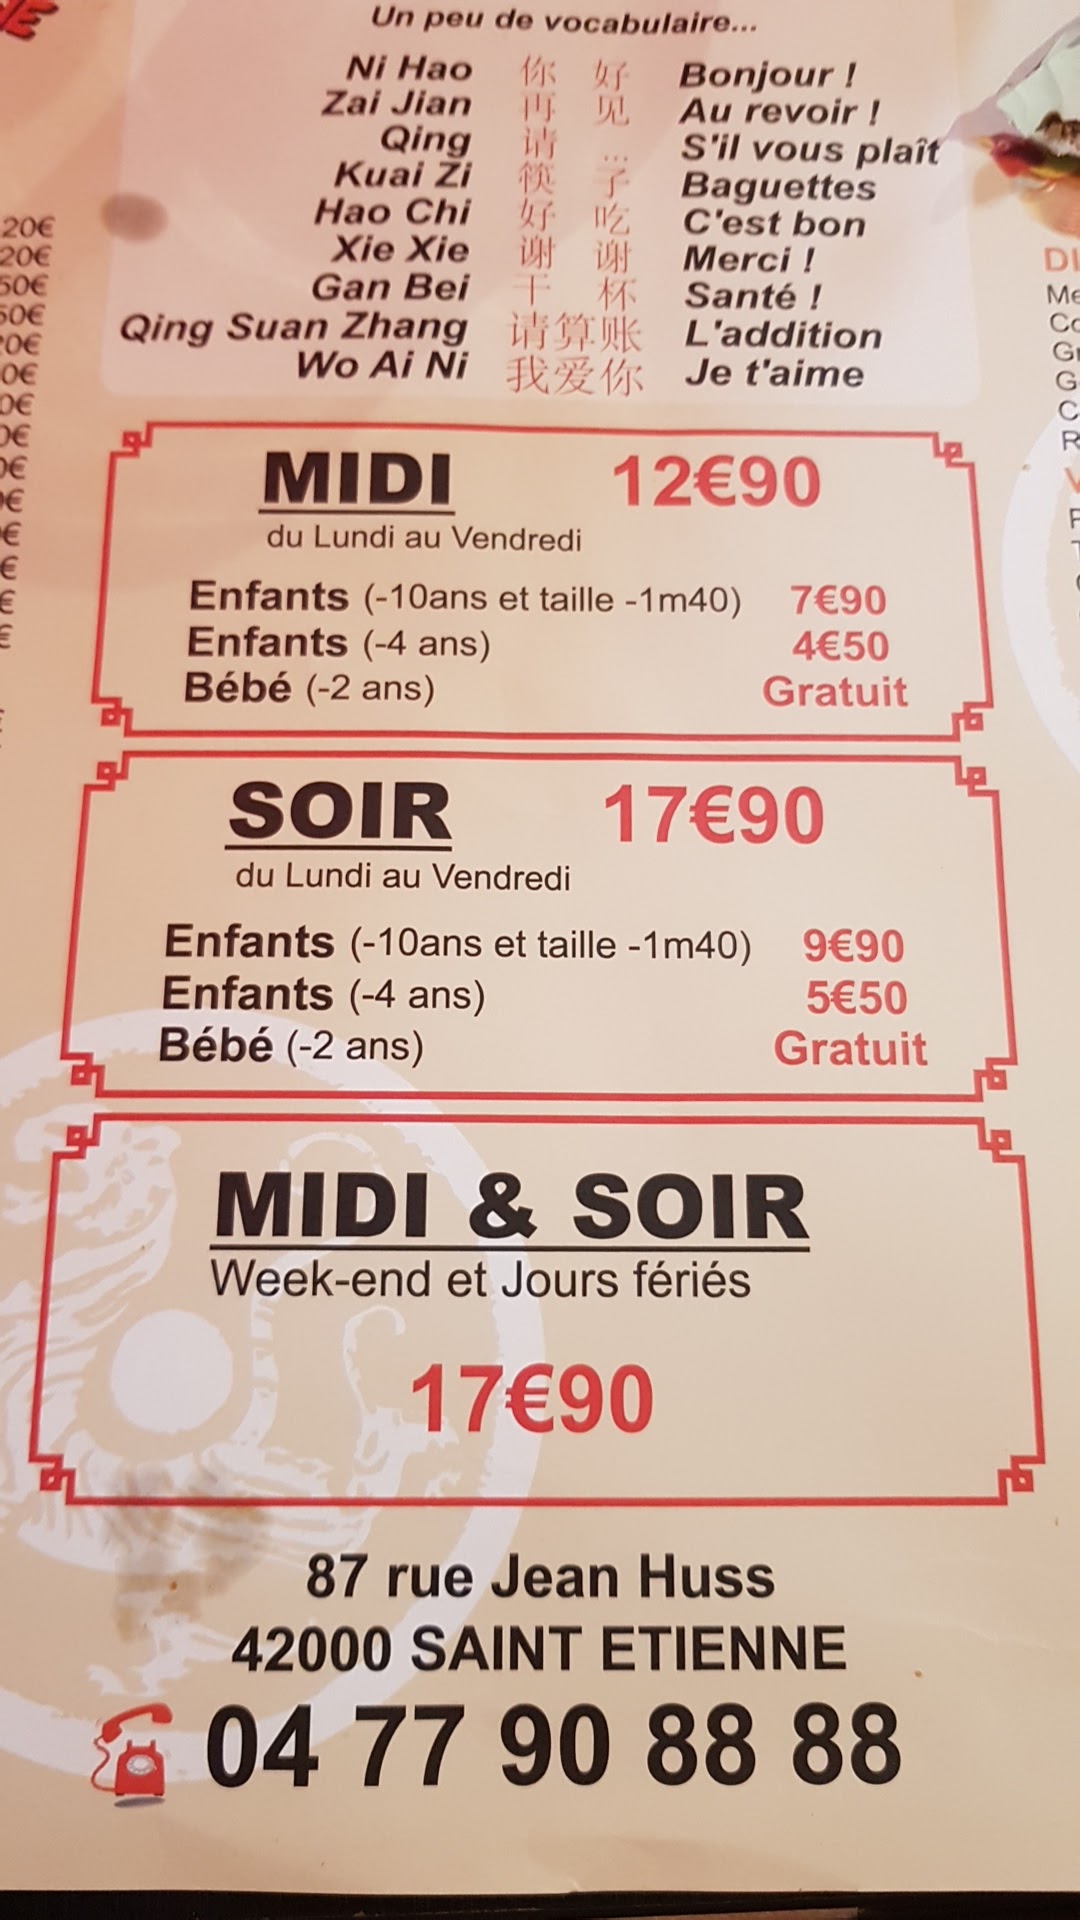 Un peu de vocabulaire...
Ni Hao 你 好 Bonjour !
Zai Jian 再 见 Au revoir !
Qing 请 ... S'il vous plaît
Kuai Zi 筷 子 Baguettes
Hao Chi 好 吃 C'est bon
Xie Xie 谢 谢 Merci !
Gan Bei 干 杯 Santé !
Qing Suan Zhang 请算账 L'addition
Wo Ai Ni 我爱你 Je t'aime
MIDI 12€90
du Lundi au Vendredi
Enfants (-10ans et taille -1m40) 7€90
Enfants (-4 ans) 4€50
Bébé (-2 ans) Gratuit
SOIR 17€90
du Lundi au Vendredi
Enfants (-10ans et taille -1m40) 9€90
Enfants (-4 ans) 5€50
Bébé (-2 ans) Gratuit
MIDI & SOIR
Week-end et Jours fériés
17€90
87 rue Jean Huss
42000 SAINT ETIENNE
04 77 90 88 88